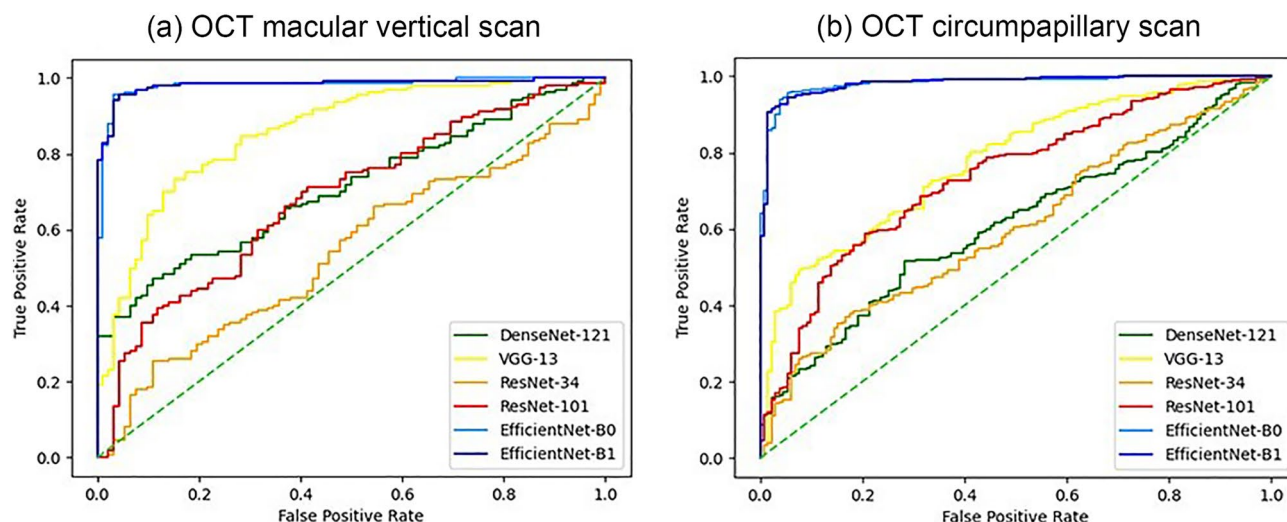 (a) OCT macular vertical scan
1.0
0.8
0.6
0.4
0.2
0.0
True Positive Rate
0.0 0.2 0.4 0.6 0.8 1.0
False Positive Rate
DenseNet-121
VGG-13
ResNet-34
ResNet-101
EfficientNet-B0
EfficientNet-B1
(b) OCT circumpapillary scan
1.0
0.8
0.6
0.4
0.2
0.0
True Positive Rate
0.0 0.2 0.4 0.6 0.8 1.0
False Positive Rate
DenseNet-121
VGG-13
ResNet-34
ResNet-101
EfficientNet-B0
EfficientNet-B1